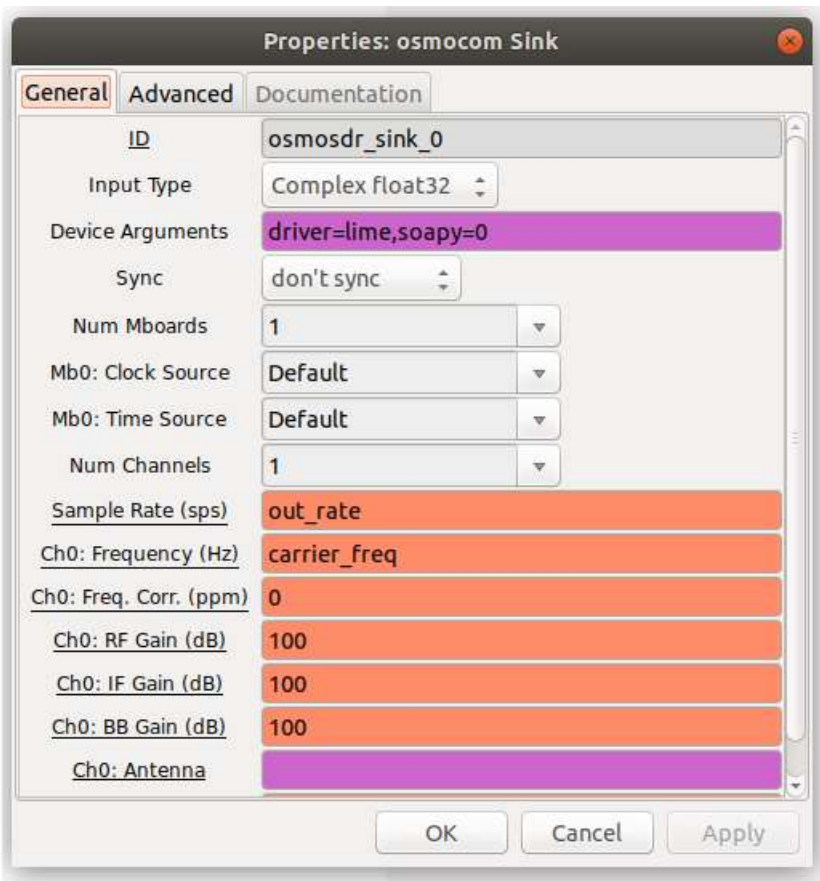 Properties: osmocom Sink
General Advanced Documentation
ID osmosdr_sink_0
Input Type Complex float32
Device Arguments driver=lime,soapy=0
Sync don't sync
Num Mboards 1
Mb0: Clock Source Default
Mb0: Time Source Default
Num Channels 1
Sample Rate (sps) out_rate
Ch0: Frequency (Hz) carrier_freq
Ch0: Freq. Corr. (ppm) 0
Ch0: RF Gain (dB) 100
Ch0: IF Gain (dB) 100
Ch0: BB Gain (dB) 100
Ch0: Antenna
OK Cancel Apply